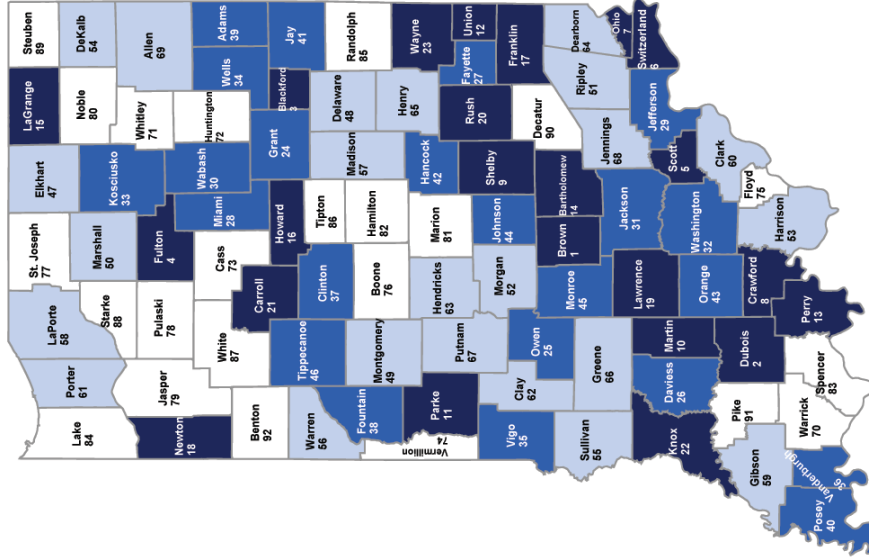 Steuben
89
DeKalb
54
Allen
69
Adams
39
Jay
41
Randolph
85
Wayne
23
Union
12
Franklin
17
Dearborn
64
Ohio
7
Switzerland
6
LaGrange
15
Noble
80
Whitley
71
Huntington
72
Wells
34
Blackford
3
Delaware
48
Henry
65
Fayette
27
Rush
20
Decatur
90
Ripley
51
Jennings
68
Jefferson
29
Elkhart
47
Kosciusko
33
Wabash
30
Grant
24
Madison
57
Hancock
42
Shelby
9
Bartholomew
14
Scott
5
Clark
60
Floyd
75
St. Joseph
77
Marshall
50
Fulton
4
Miami
28
Cass
73
Howard
16
Tipton
86
Hamilton
82
Marion
81
Johnson
44
Brown
1
Jackson
31
Washington
32
Harrison
53
LaPorte
58
Starke
88
Pulaski
78
White
87
Carroll
21
Clinton
37
Boone
76
Hendricks
63
Morgan
52
Monroe
45
Lawrence
19
Orange
43
Crawford
8
Perry
13
Porter
61
Jasper
79
Tippecanoe
46
Montgomery
49
Putnam
67
Owen
25
Greene
66
Martin
10
Dubois
2
Spencer
83
Lake
84
Newton
18
Benton
92
Warren
56
Fountain
38
Vermillion
74
Parke
11
Clay
62
Vigo
35
Sullivan
55
Daviess
26
Knox
22
Pike
91
Warrick
70
Gibson
59
Vanderburgh
36
Posey
40